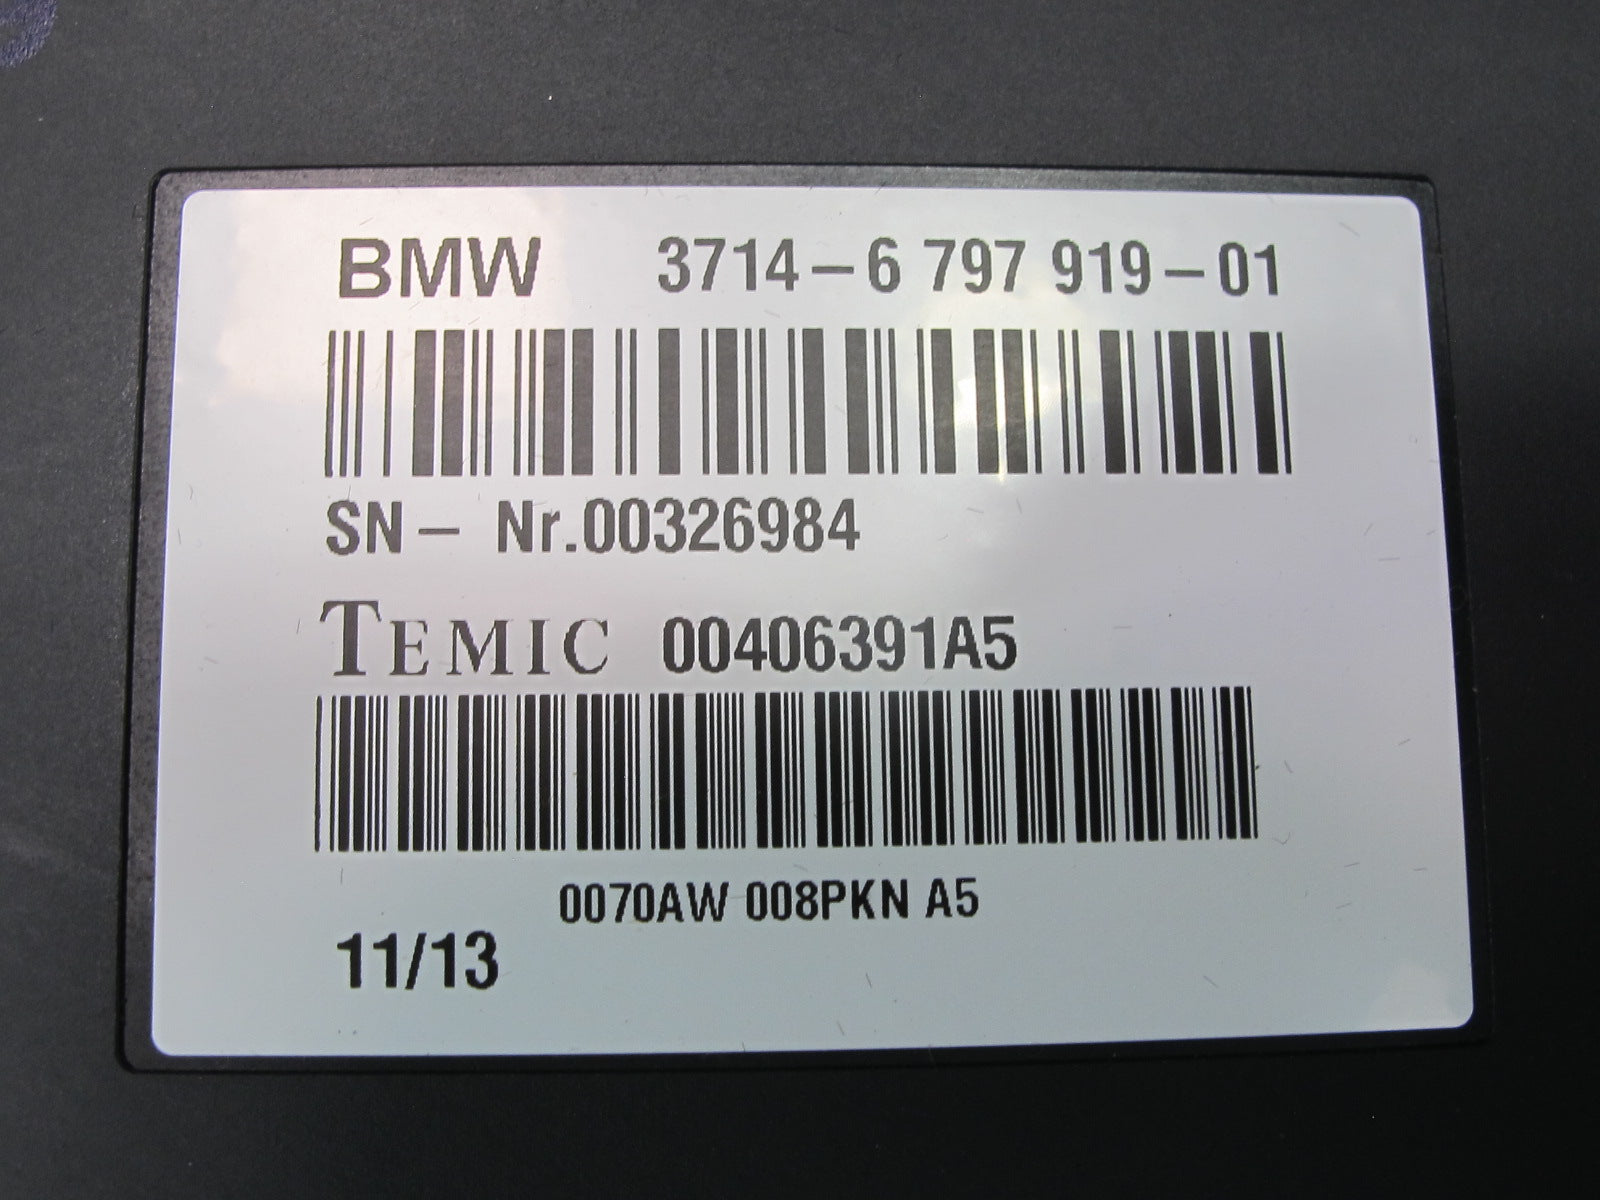 BMW 3714-6 797 919-01
SN- Nr.00326984
TEMIC 00406391A5
0070AW 008PKN A5
11/13